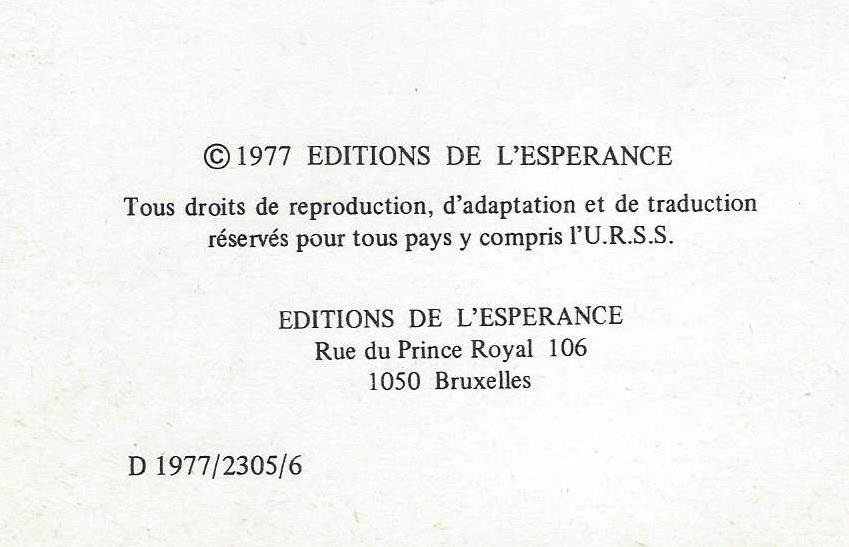 © 1977 EDITIONS DE L'ESPERANCE
Tous droits de reproduction, d'adaptation et de traduction
réservés pour tous pays y compris l'U.R.S.S.
EDITIONS DE L'ESPERANCE
Rue du Prince Royal 106
1050 Bruxelles
D 1977/2305/6